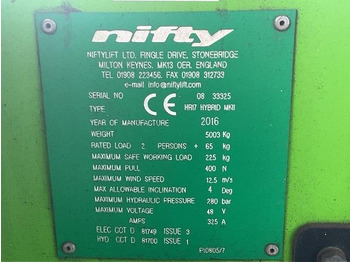 nifty
NIFTYLIFT LTD, FINGLE DRIVE, STONEBRIDGE
MILTON KEYNES, MK13 OER, ENGLAND
TEL 01908 223456, FAX 01908 312733
e-mail info@niftylift.com
SERIAL NO 08 33325
TYPE CE HR17 HYBRID MKII
YEAR OF MANUFACTURE 2016
WEIGHT 5003 Kg
RATED LOAD 2 PERSONS + 65 kg
MAXIMUM SAFE WORKING LOAD 225 kg
MAXIMUM PULL 400 N
MAXIMUM WIND SPEED 12.5 m/s
MAX ALLOWABLE INCLINATION 4 Deg
MAXIMUM HYDRAULIC PRESSURE 280 bar
MAXIMUM VOLTAGE 48 V
AMPS 325 A
ELEC CCT D 81749 ISSUE 3
HYD CCT D 81700 ISSUE 1
P10805/7